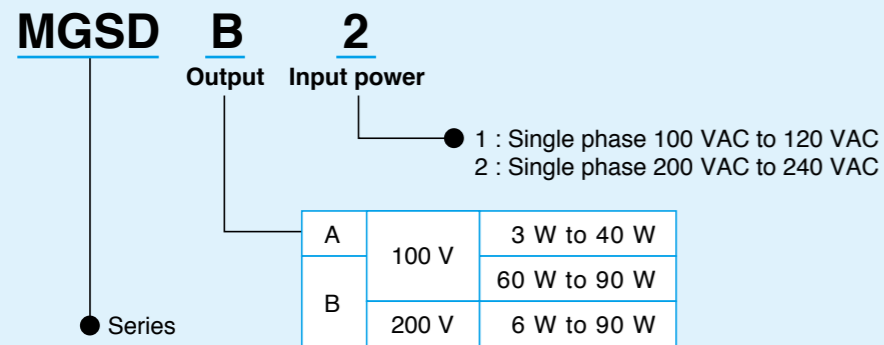 MGSD B 2
Output Input power
1 : Single phase 100 VAC to 120 VAC
2 : Single phase 200 VAC to 240 VAC
A 100 V 3 W to 40 W
B 60 W to 90 W
200 V 6 W to 90 W
Series